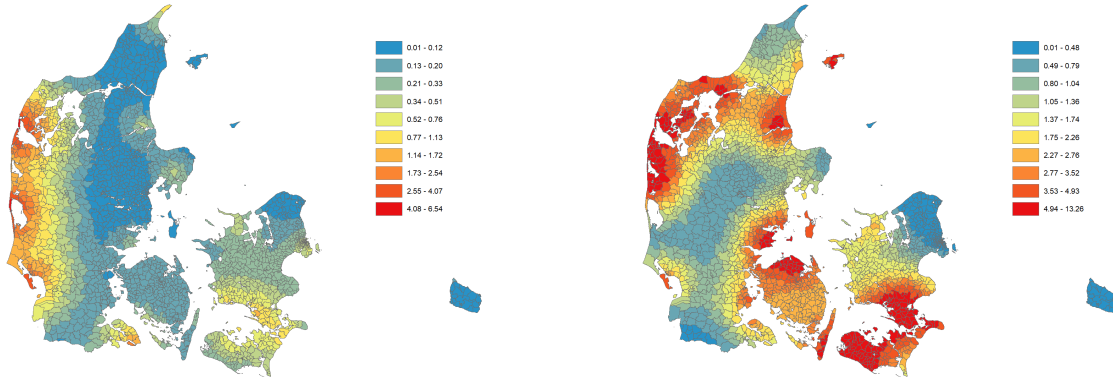 0.01 - 0.12
0.13 - 0.20
0.21 - 0.33
0.34 - 0.51
0.52 - 0.76
0.77 - 1.13
1.14 - 1.72
1.73 - 2.54
2.55 - 4.07
4.08 - 6.54
0.01 - 0.48
0.49 - 0.79
0.80 - 1.04
1.05 - 1.36
1.37 - 1.74
1.75 - 2.26
2.27 - 2.76
2.77 - 3.52
3.53 - 4.93
4.94 - 13.26